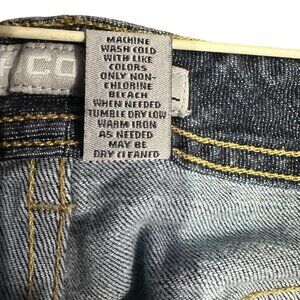 MACHINE
WASH COLD
WITH LIKE
COLORS
ONLY NON-
CHLORINE
BLEACH
WHEN NEEDED
TUMBLE DRY LOW
WARM IRON
AS NEEDED
MAY BE
DRY CLEANED